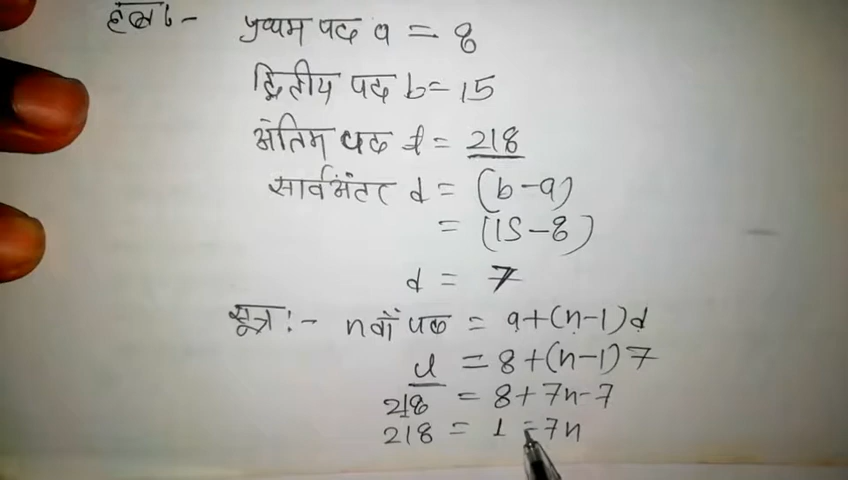 हल :-
प्रथम पद a = 8
द्वितीय पद b = 15
अंतिम पद l = 218
सार्वअंतर d = (b-a)
= (15-8)
d = 7
सूत्र :- nवाँ पद = a+(n-1)d
l = 8+(n-1)7
218 = 8+7n-7
218 = 1=7n